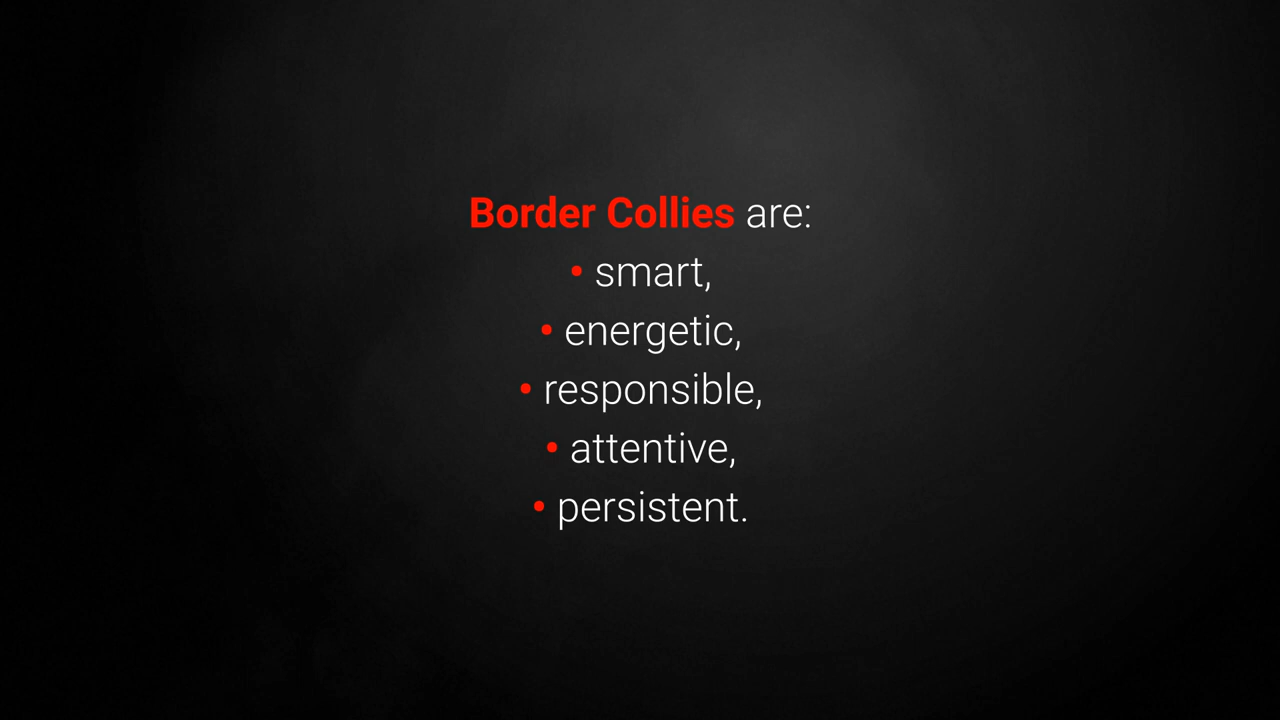 Border Collies are:
• smart,
• energetic,
• responsible,
• attentive,
• persistent.